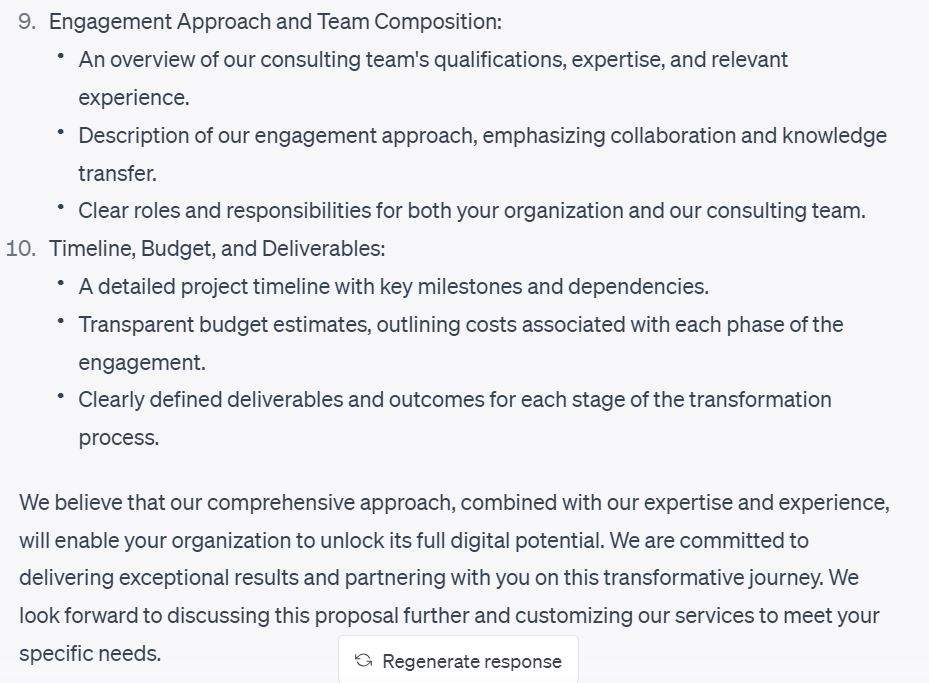 9. Engagement Approach and Team Composition:
• An overview of our consulting team's qualifications, expertise, and relevant
experience.
• Description of our engagement approach, emphasizing collaboration and knowledge
transfer.
• Clear roles and responsibilities for both your organization and our consulting team.
10. Timeline, Budget, and Deliverables:
• A detailed project timeline with key milestones and dependencies.
• Transparent budget estimates, outlining costs associated with each phase of the
engagement.
• Clearly defined deliverables and outcomes for each stage of the transformation
process.
We believe that our comprehensive approach, combined with our expertise and experience,
will enable your organization to unlock its full digital potential. We are committed to
delivering exceptional results and partnering with you on this transformative journey. We
look forward to discussing this proposal further and customizing our services to meet your
specific needs.
Regenerate response